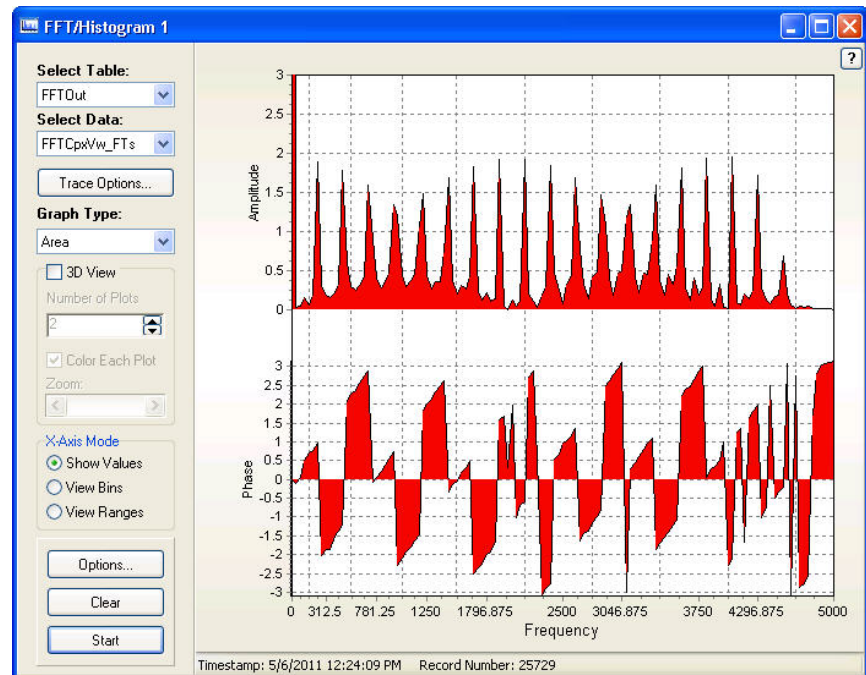 FFT/Histogram 1
?
Select Table:
FFTOut
Select Data:
FFTCpxVw_FTs
Trace Options...
Graph Type:
Area
3D View
Number of Plots
2
Color Each Plot
Zoom:
X-Axis Mode
Show Values
View Bins
View Ranges
Options...
Clear
Start
Amplitude
3
2.5
2
1.5
1
0.5
0
Phase
3
2.5
2
1.5
1
0.5
0
-0.5
-1
-1.5
-2
-2.5
-3
0 312.5 781.25 1250 1796.875 2500 3046.875 3750 4296.875 5000
Frequency
Timestamp: 5/6/2011 12:24:09 PM Record Number: 25729